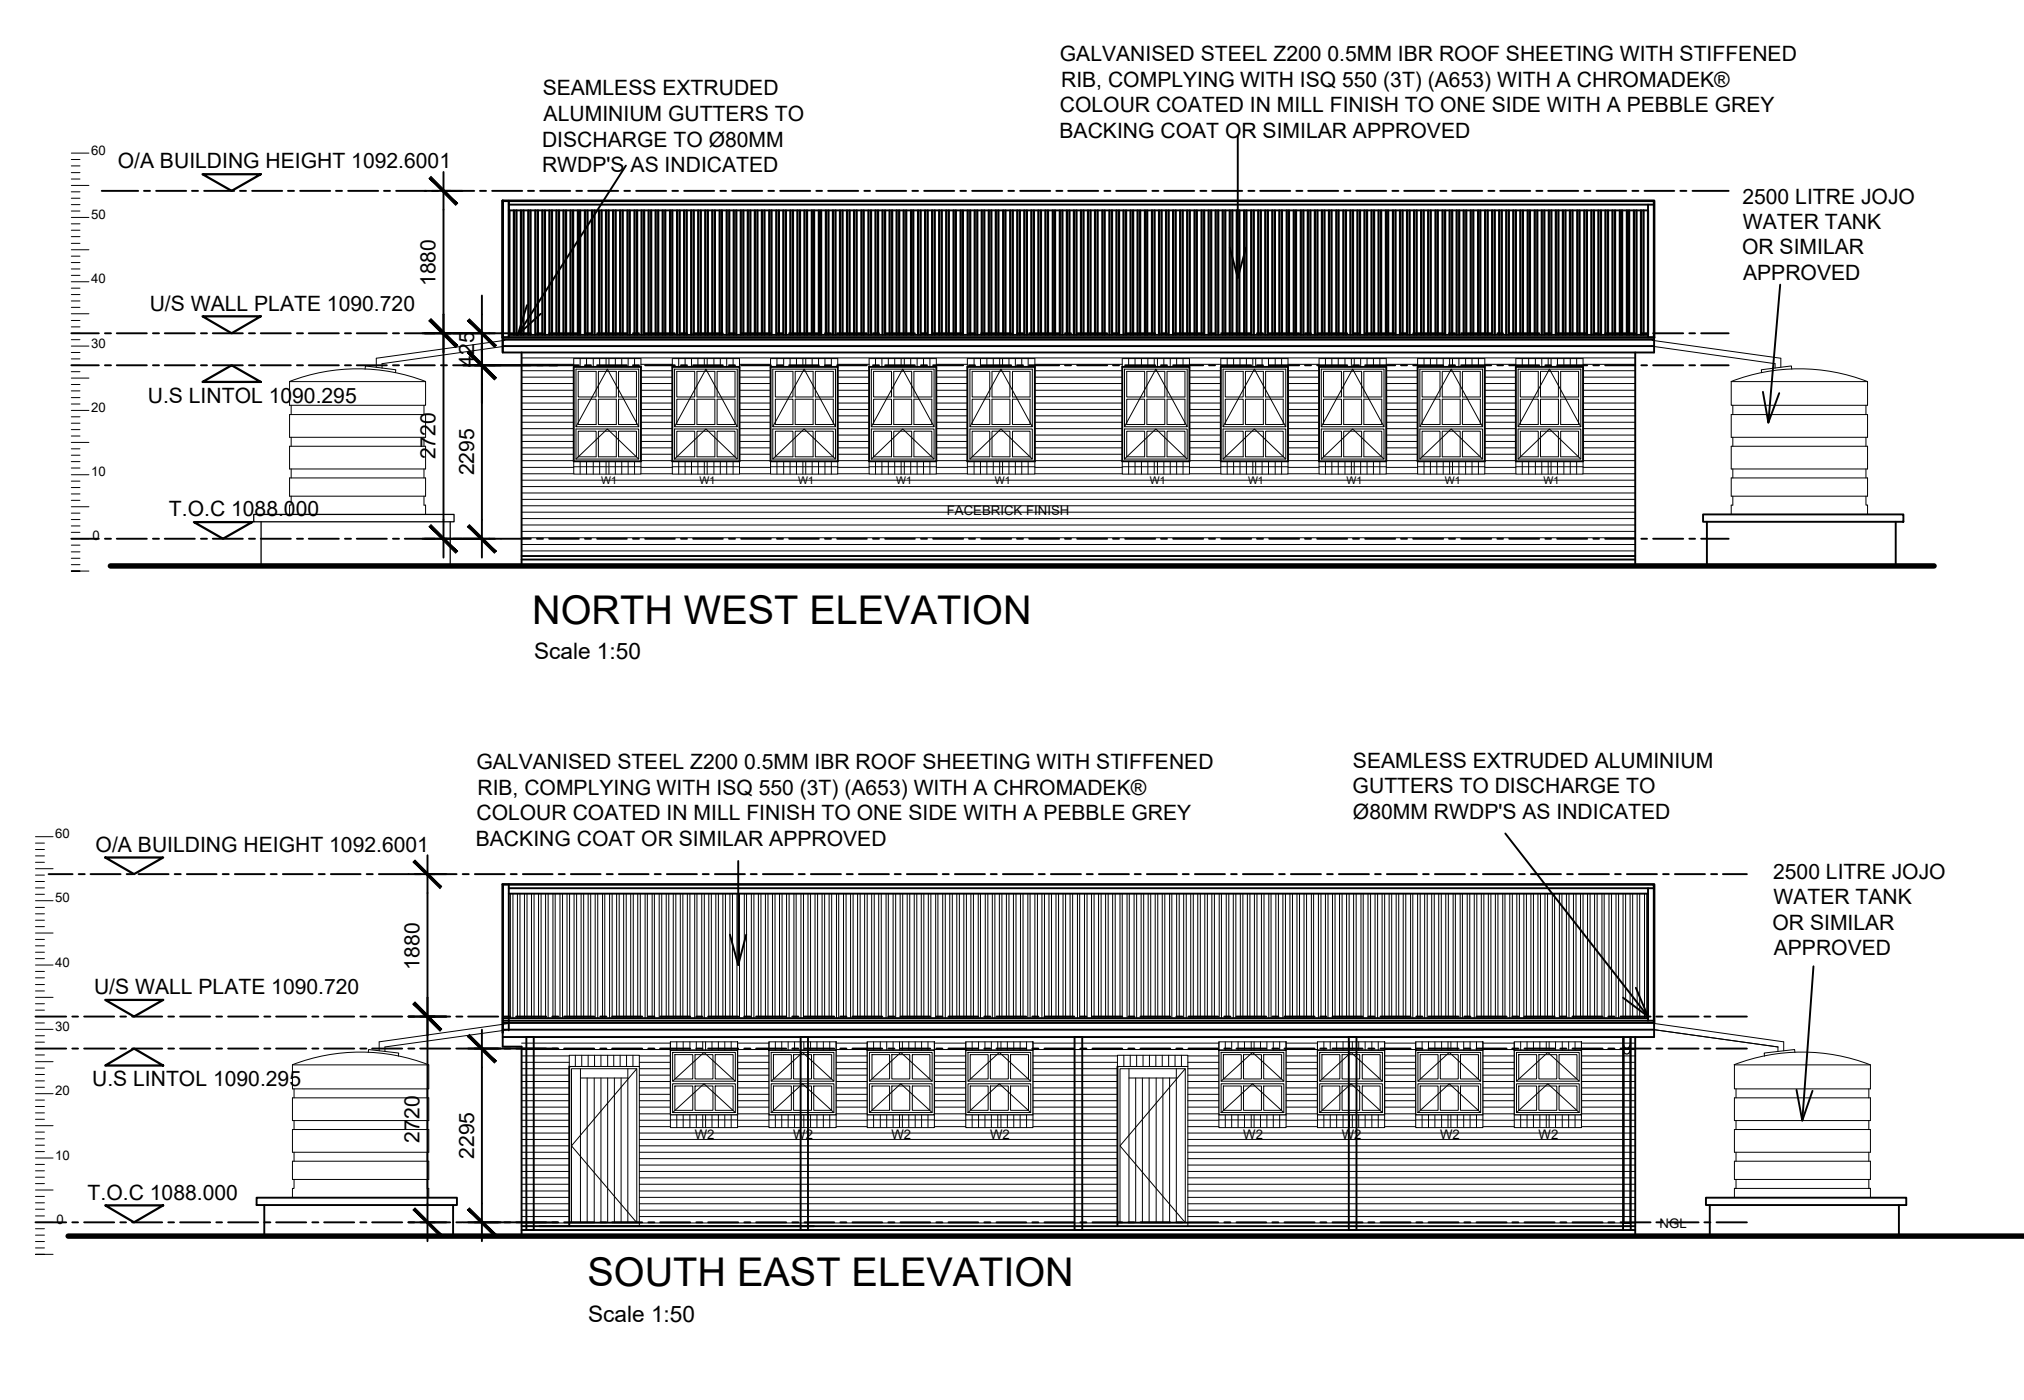 GALVANISED STEEL Z200 0.5MM IBR ROOF SHEETING WITH STIFFENED
RIB, COMPLYING WITH ISQ 550 (3T) (A653) WITH A CHROMADEK®
COLOUR COATED IN MILL FINISH TO ONE SIDE WITH A PEBBLE GREY
BACKING COAT OR SIMILAR APPROVED
SEAMLESS EXTRUDED
ALUMINIUM GUTTERS TO
DISCHARGE TO Ø80MM
RWDP'S AS INDICATED
2500 LITRE JOJO
WATER TANK
OR SIMILAR
APPROVED
60
50
40
30
20
10
0
O/A BUILDING HEIGHT 1092.6001
U/S WALL PLATE 1090.720
U.S LINTOL 1090.295
T.O.C 1088.000
1880
425
2720
2295
W1
W1
W1
W1
W1
W1
W1
W1
W1
W1
FACEBRICK FINISH
NORTH WEST ELEVATION
Scale 1:50
GALVANISED STEEL Z200 0.5MM IBR ROOF SHEETING WITH STIFFENED
RIB, COMPLYING WITH ISQ 550 (3T) (A653) WITH A CHROMADEK®
COLOUR COATED IN MILL FINISH TO ONE SIDE WITH A PEBBLE GREY
BACKING COAT OR SIMILAR APPROVED
SEAMLESS EXTRUDED ALUMINIUM
GUTTERS TO DISCHARGE TO
Ø80MM RWDP'S AS INDICATED
2500 LITRE JOJO
WATER TANK
OR SIMILAR
APPROVED
60
50
40
30
20
10
0
O/A BUILDING HEIGHT 1092.6001
U/S WALL PLATE 1090.720
U.S LINTOL 1090.295
T.O.C 1088.000
1880
2720
2295
W2
W2
W2
W2
W2
W2
W2
W2
NGL
SOUTH EAST ELEVATION
Scale 1:50